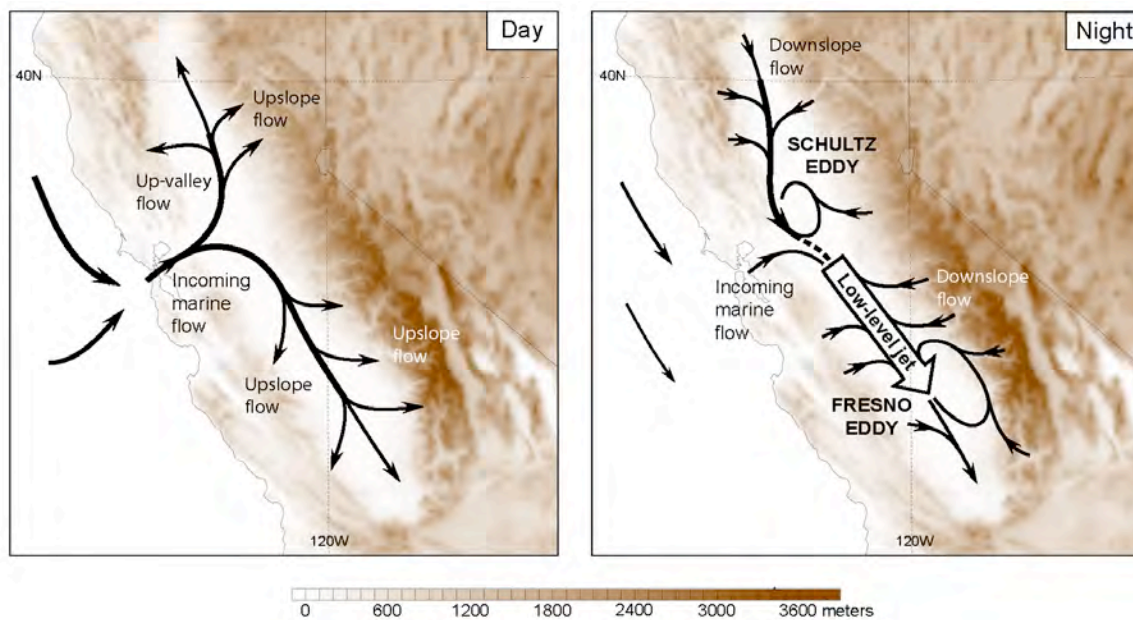 Day
40N
Upslope
flow
Up-valley
flow
Incoming
marine
flow
Upslope
flow
Upslope
flow
120W
Night
40N
Downslope
flow
SCHULTZ
EDDY
Incoming
marine
flow
Downslope
flow
Low-level jet
FRESNO
EDDY
120W
0 600 1200 1800 2400 3000 3600 meters